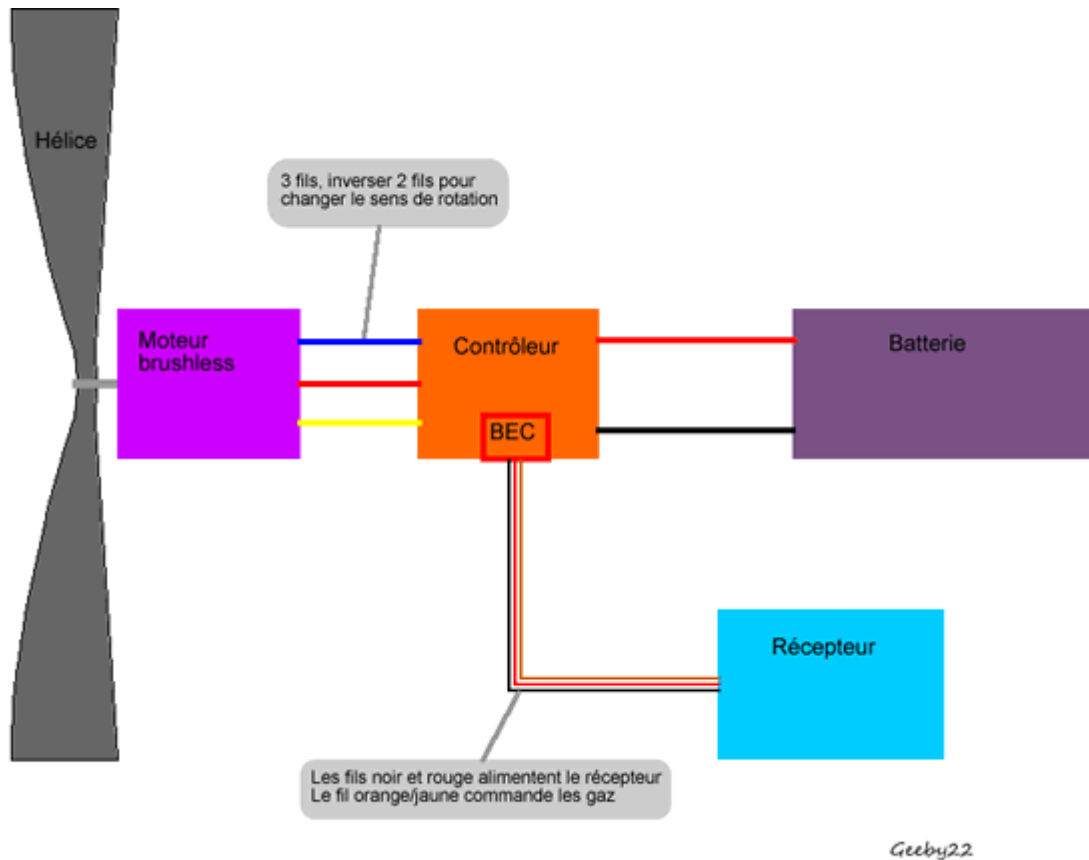 Hélice
3 fils, inverser 2 fils pour
changer le sens de rotation
Moteur
brushless
Contrôleur
Batterie
BEC
Récepteur
Les fils noir et rouge alimentent le récepteur
Le fil orange/jaune commande les gaz
Geeby22